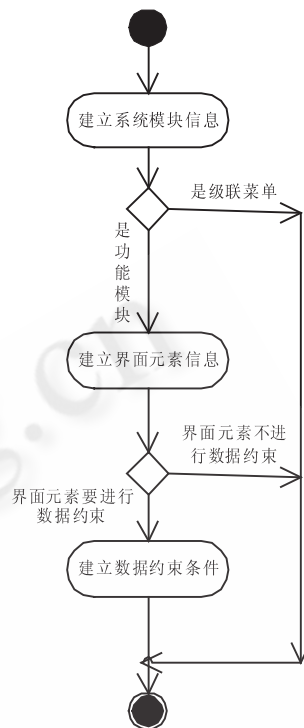 建立系统模块信息
是级联菜单
是功能模块
建立界面元素信息
界面元素不进
行数据约束
界面元素要进行
数据约束
建立数据约束条件